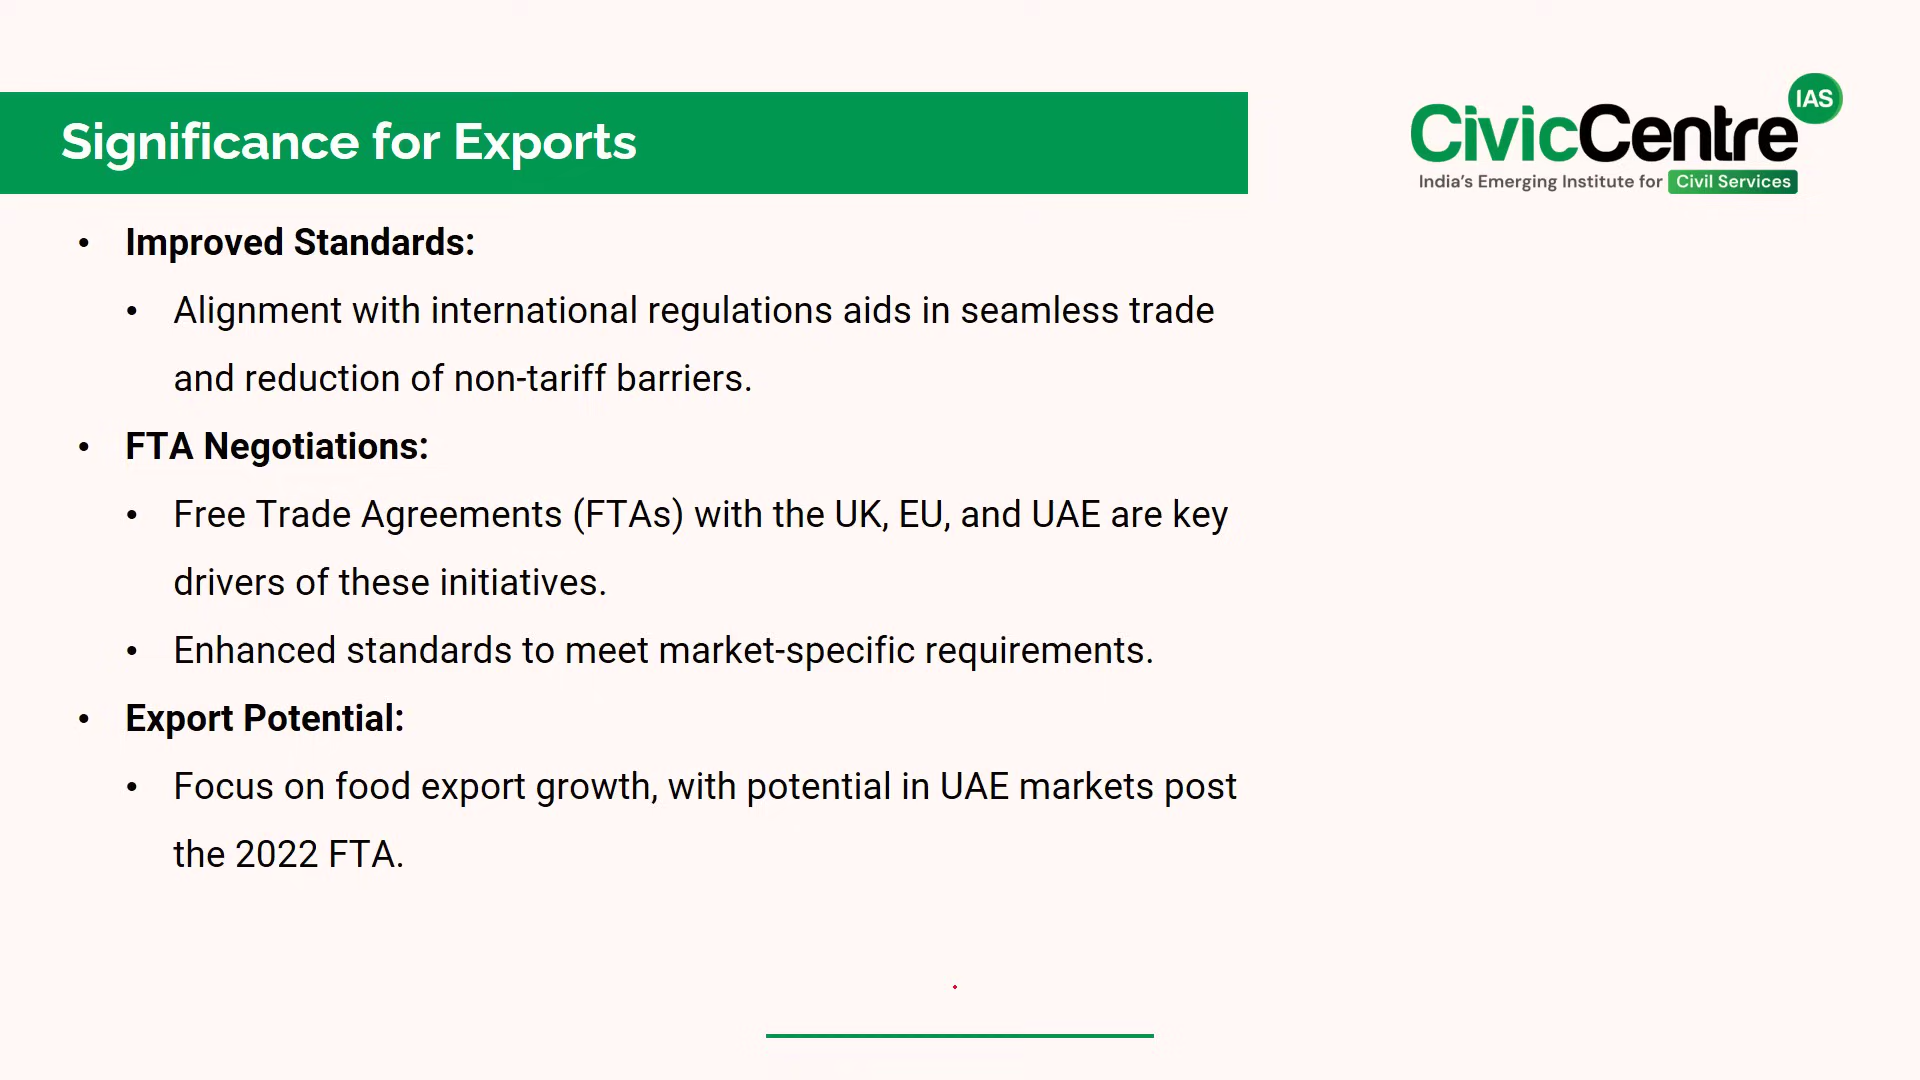 IAS
Significance for Exports
CivicCentre
India's Emerging Institute for Civil Services
• Improved Standards:
• Alignment with international regulations aids in seamless trade
and reduction of non-tariff barriers.
• FTA Negotiations:
• Free Trade Agreements (FTAs) with the UK, EU, and UAE are key
drivers of these initiatives.
• Enhanced standards to meet market-specific requirements.
• Export Potential:
• Focus on food export growth, with potential in UAE markets post
the 2022 FTA.